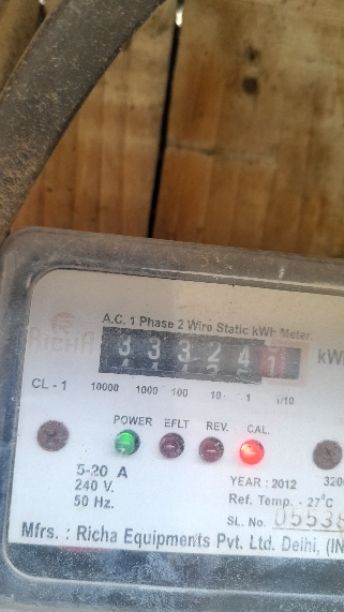 A.C. 1 Phase 2 Wire Static kWh Meter
RICHA
3 3 3 2 4 1
CL - 1 10000 1000 100 10 1 1/10
POWER EFLT REV. CAL.
5-20 A
240 V.
50 Hz.
YEAR : 2012
Ref. Temp. - 27°C
SL. No.
Mfrs. : Richa Equipments Pvt. Ltd. Delhi,